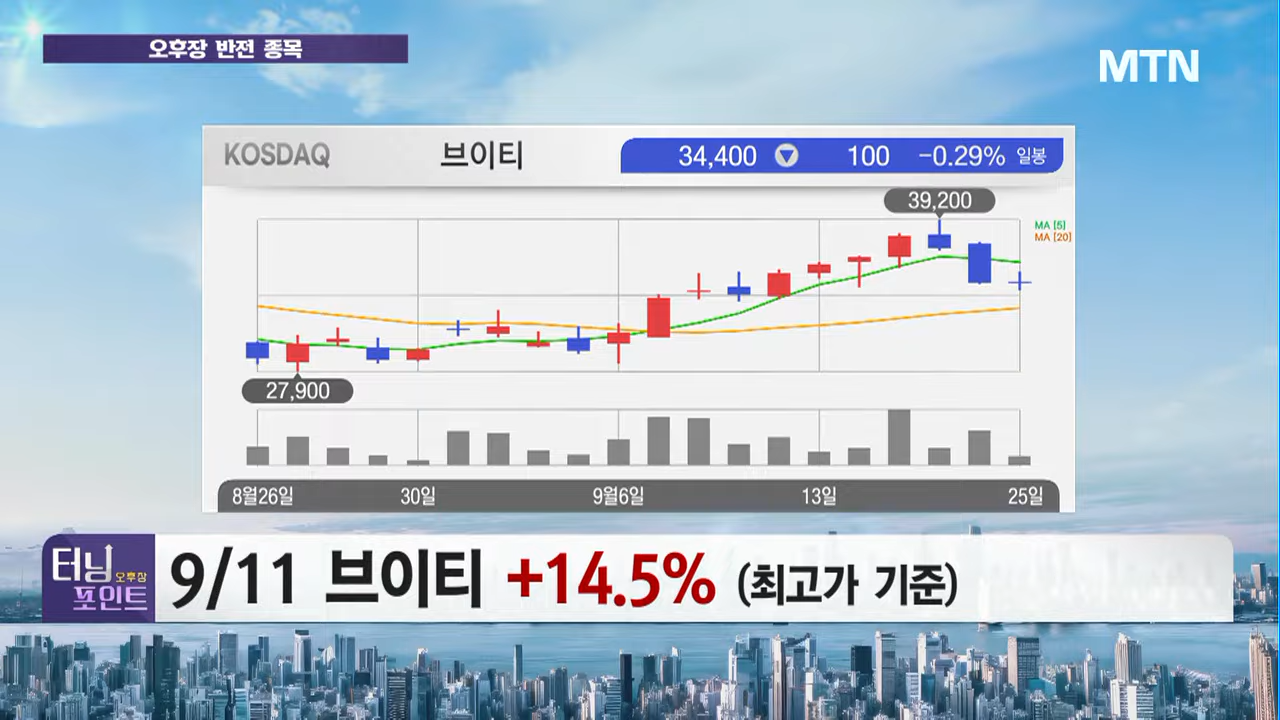 오후장 반전 종목
MTN
KOSDAQ 브이티 34,400 ▼ 100 -0.29% 일봉
39,200
MA [5]
MA [20]
27,900
8월26일 30일 9월6일 13일 25일
터닝 오후장
포인트
9/11 브이티 +14.5% (최고가 기준)